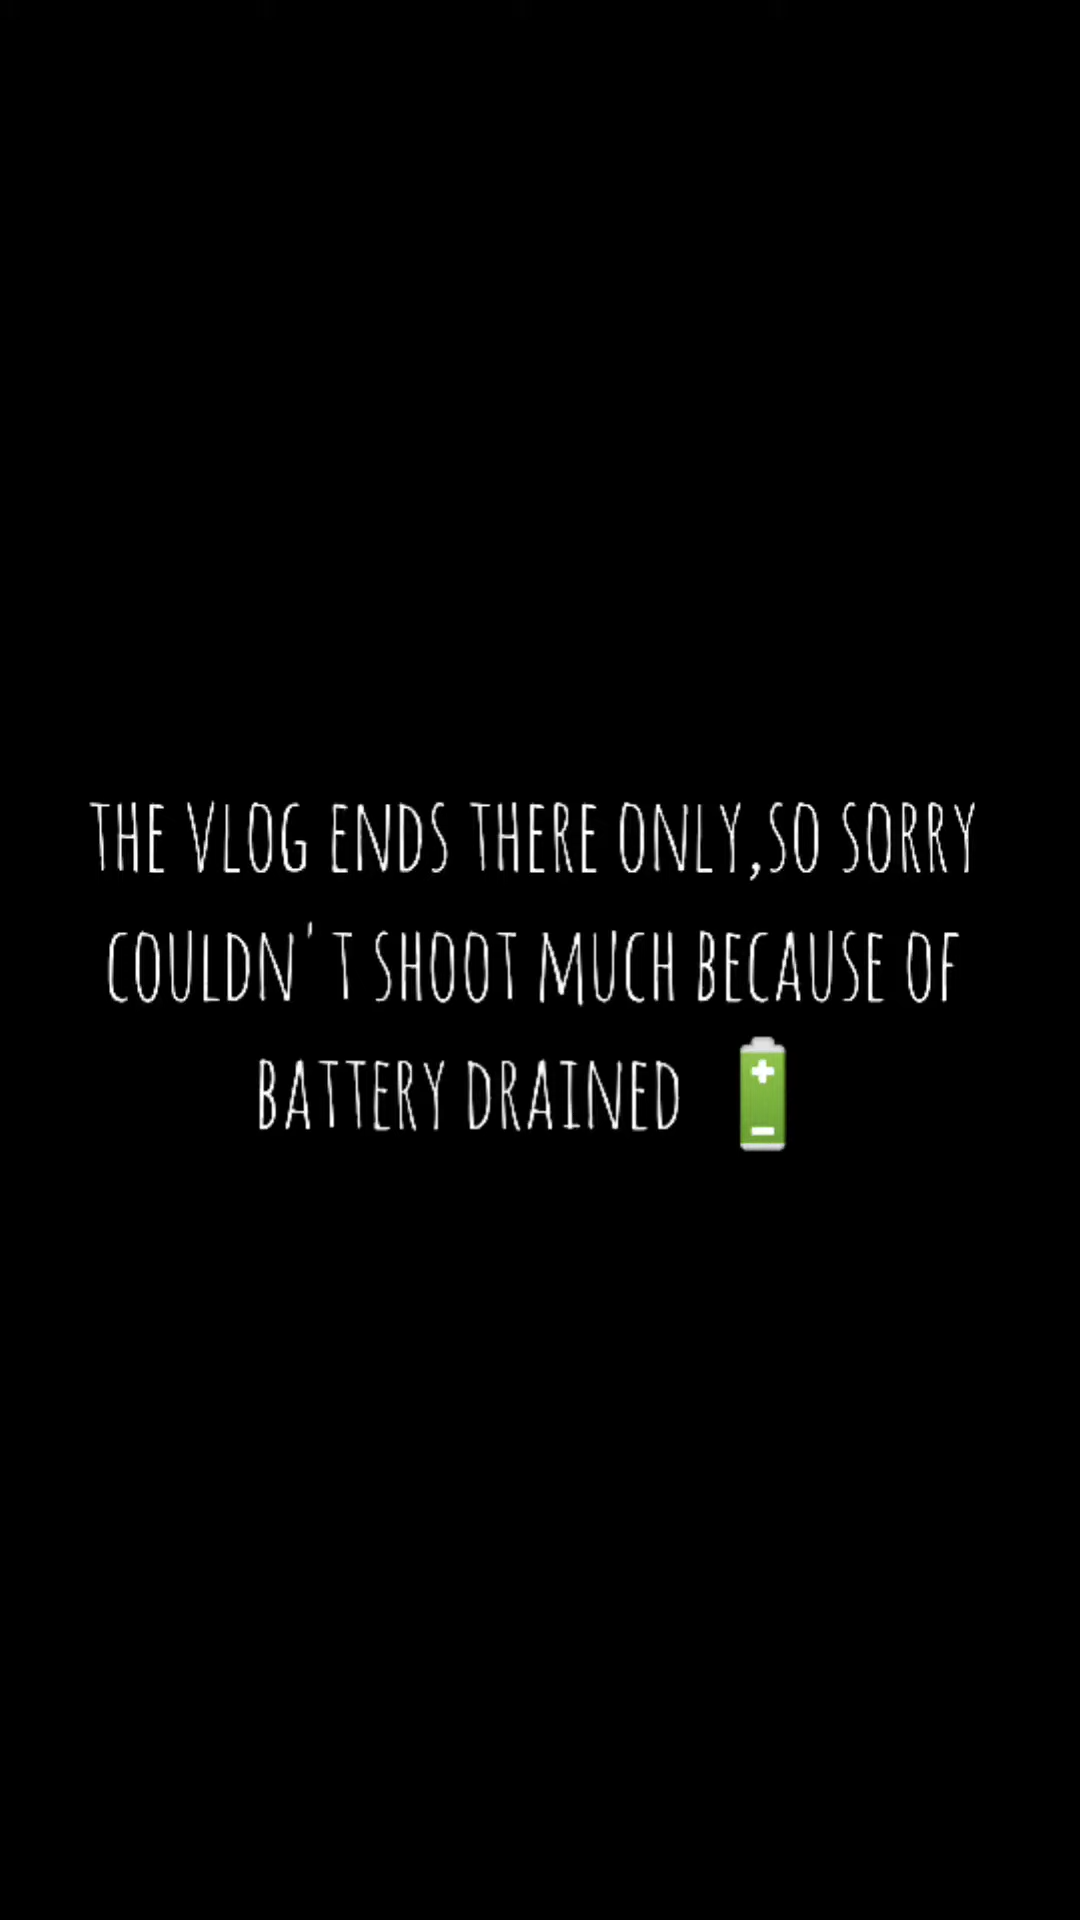 THE VLOG ENDS THERE ONLY,SO SORRY
COULDN'T SHOOT MUCH BECAUSE OF
BATTERY DRAINED 🔋